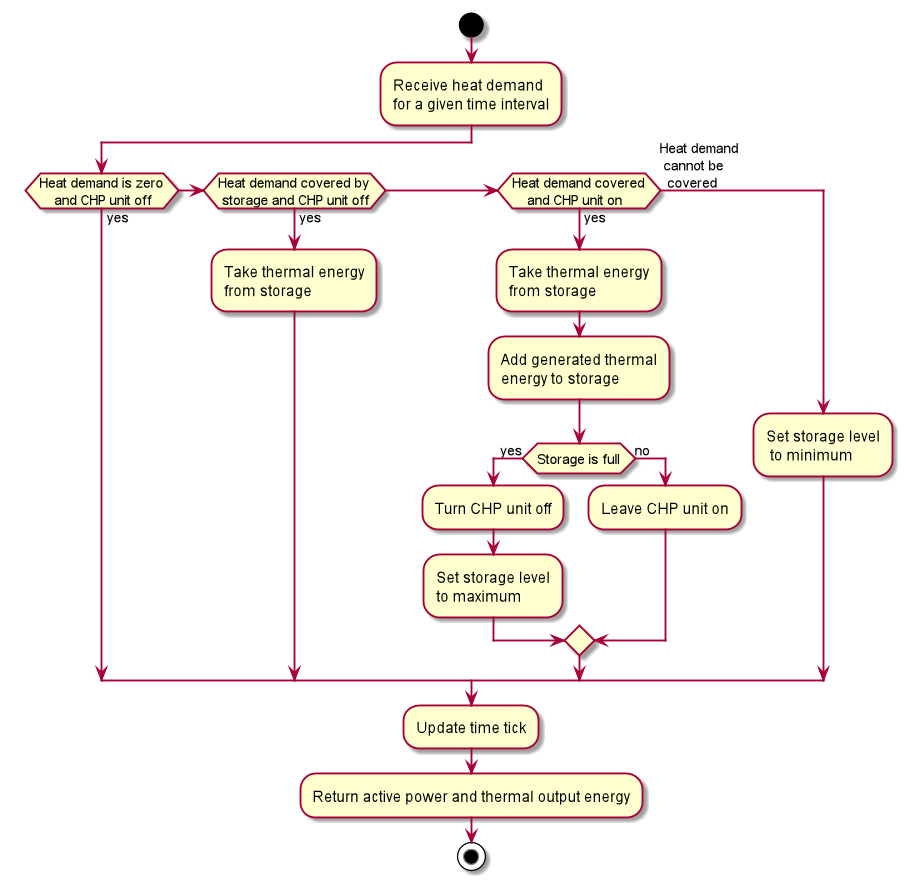 Receive heat demand
for a given time interval
Heat demand is zero
and CHP unit off
yes
Heat demand covered by
storage and CHP unit off
yes
Heat demand covered
and CHP unit on
yes
Heat demand
cannot be
covered
Take thermal energy
from storage
Take thermal energy
from storage
Add generated thermal
energy to storage
Set storage level
to minimum
yes
Storage is full
no
Turn CHP unit off
Leave CHP unit on
Set storage level
to maximum
Update time tick
Return active power and thermal output energy